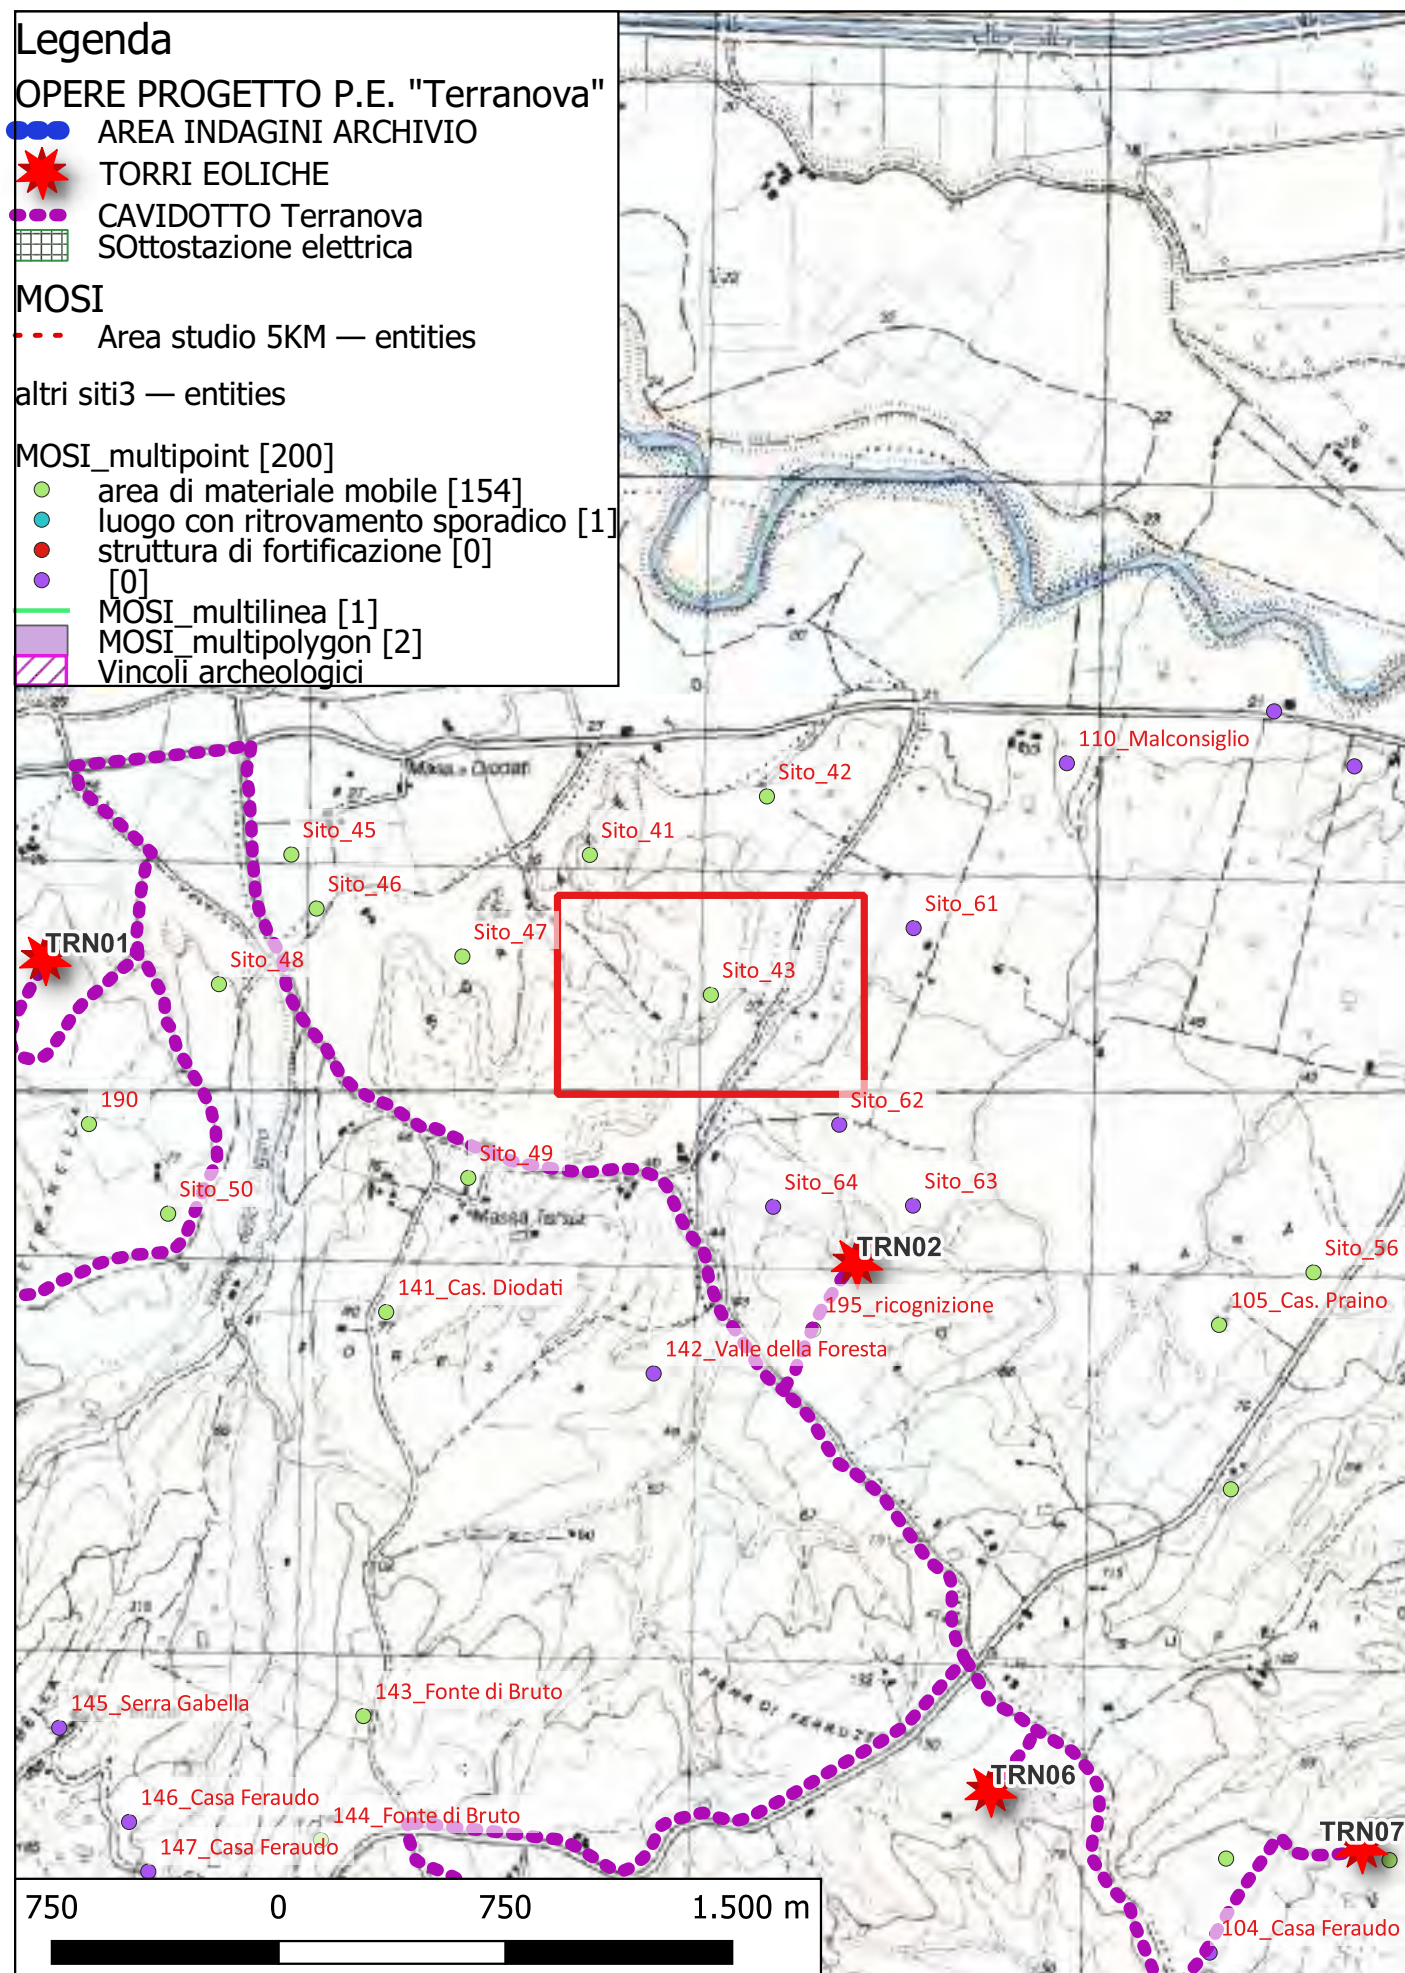 Legenda
OPERE PROGETTO P.E. "Terranova"
AREA INDAGINI ARCHIVIO
TORRI EOLICHE
CAVIDOTTO Terranova
SOttostazione elettrica
MOSI
Area studio 5KM — entities
altri siti3 — entities
MOSI_multipoint [200]
area di materiale mobile [154]
luogo con ritrovamento sporadico [1]
struttura di fortificazione [0]
[0]
MOSI_multilinea [1]
MOSI_multipolygon [2]
Vincoli archeologici
110_Malconsiglio
Sito_42
Sito_45
Sito_41
Sito_46
Sito_61
TRN01
Sito_47
Sito_48
Sito_43
190
Sito_62
Sito_49
Sito_50
Sito_64
Sito_63
TRN02
Sito_56
141_Cas. Diodati
195_ricognizione
105_Cas. Praino
142_Valle della Foresta
145_Serra Gabella
143_Fonte di Bruto
TRN06
146_Casa Feraudo
144_Fonte di Bruto
147_Casa Feraudo
TRN07
104_Casa Feraudo
750 0 750 1.500 m